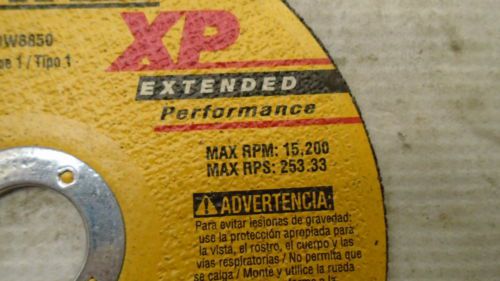 DW8850
Type 1 / Tipo 1
XP
EXTENDED
Performance
MAX RPM: 15,200
MAX RPS: 253.33
ADVERTENCIA:
Para evitar lesiones de gravedad:
use la protección apropiada para
la vista, el rostro, el cuerpo y las
vías respiratorias / No permita que
se caiga / Monte y utilice la rueda